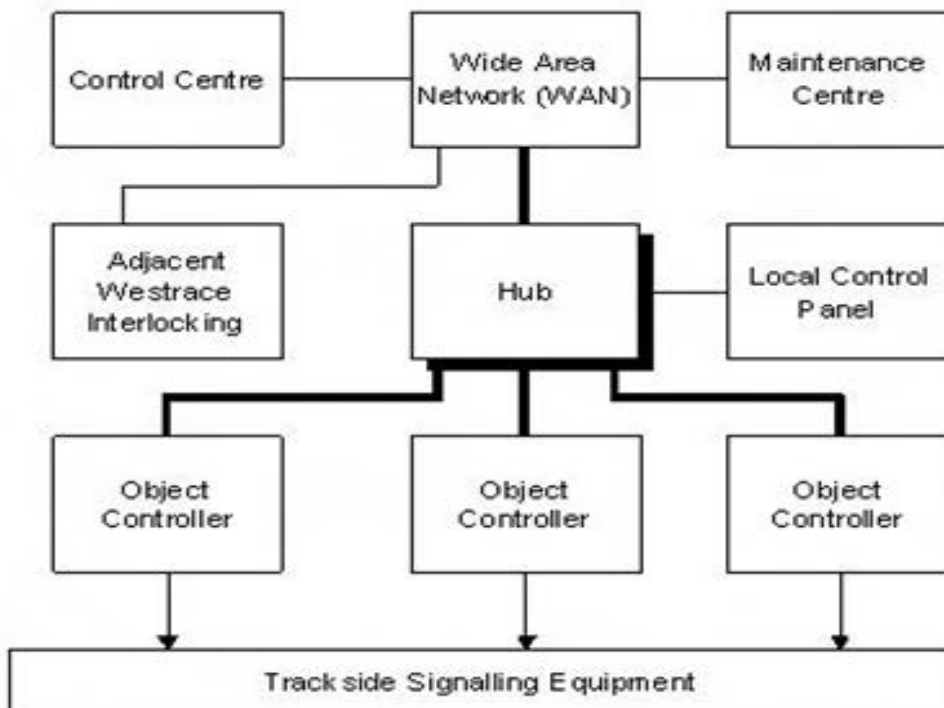 Control Centre
Wide Area
Network (WAN)
Maintenance
Centre
Adjacent
Westrace
Interlocking
Hub
Local Control
Panel
Object
Controller
Object
Controller
Object
Controller
Trackside Signalling Equipment